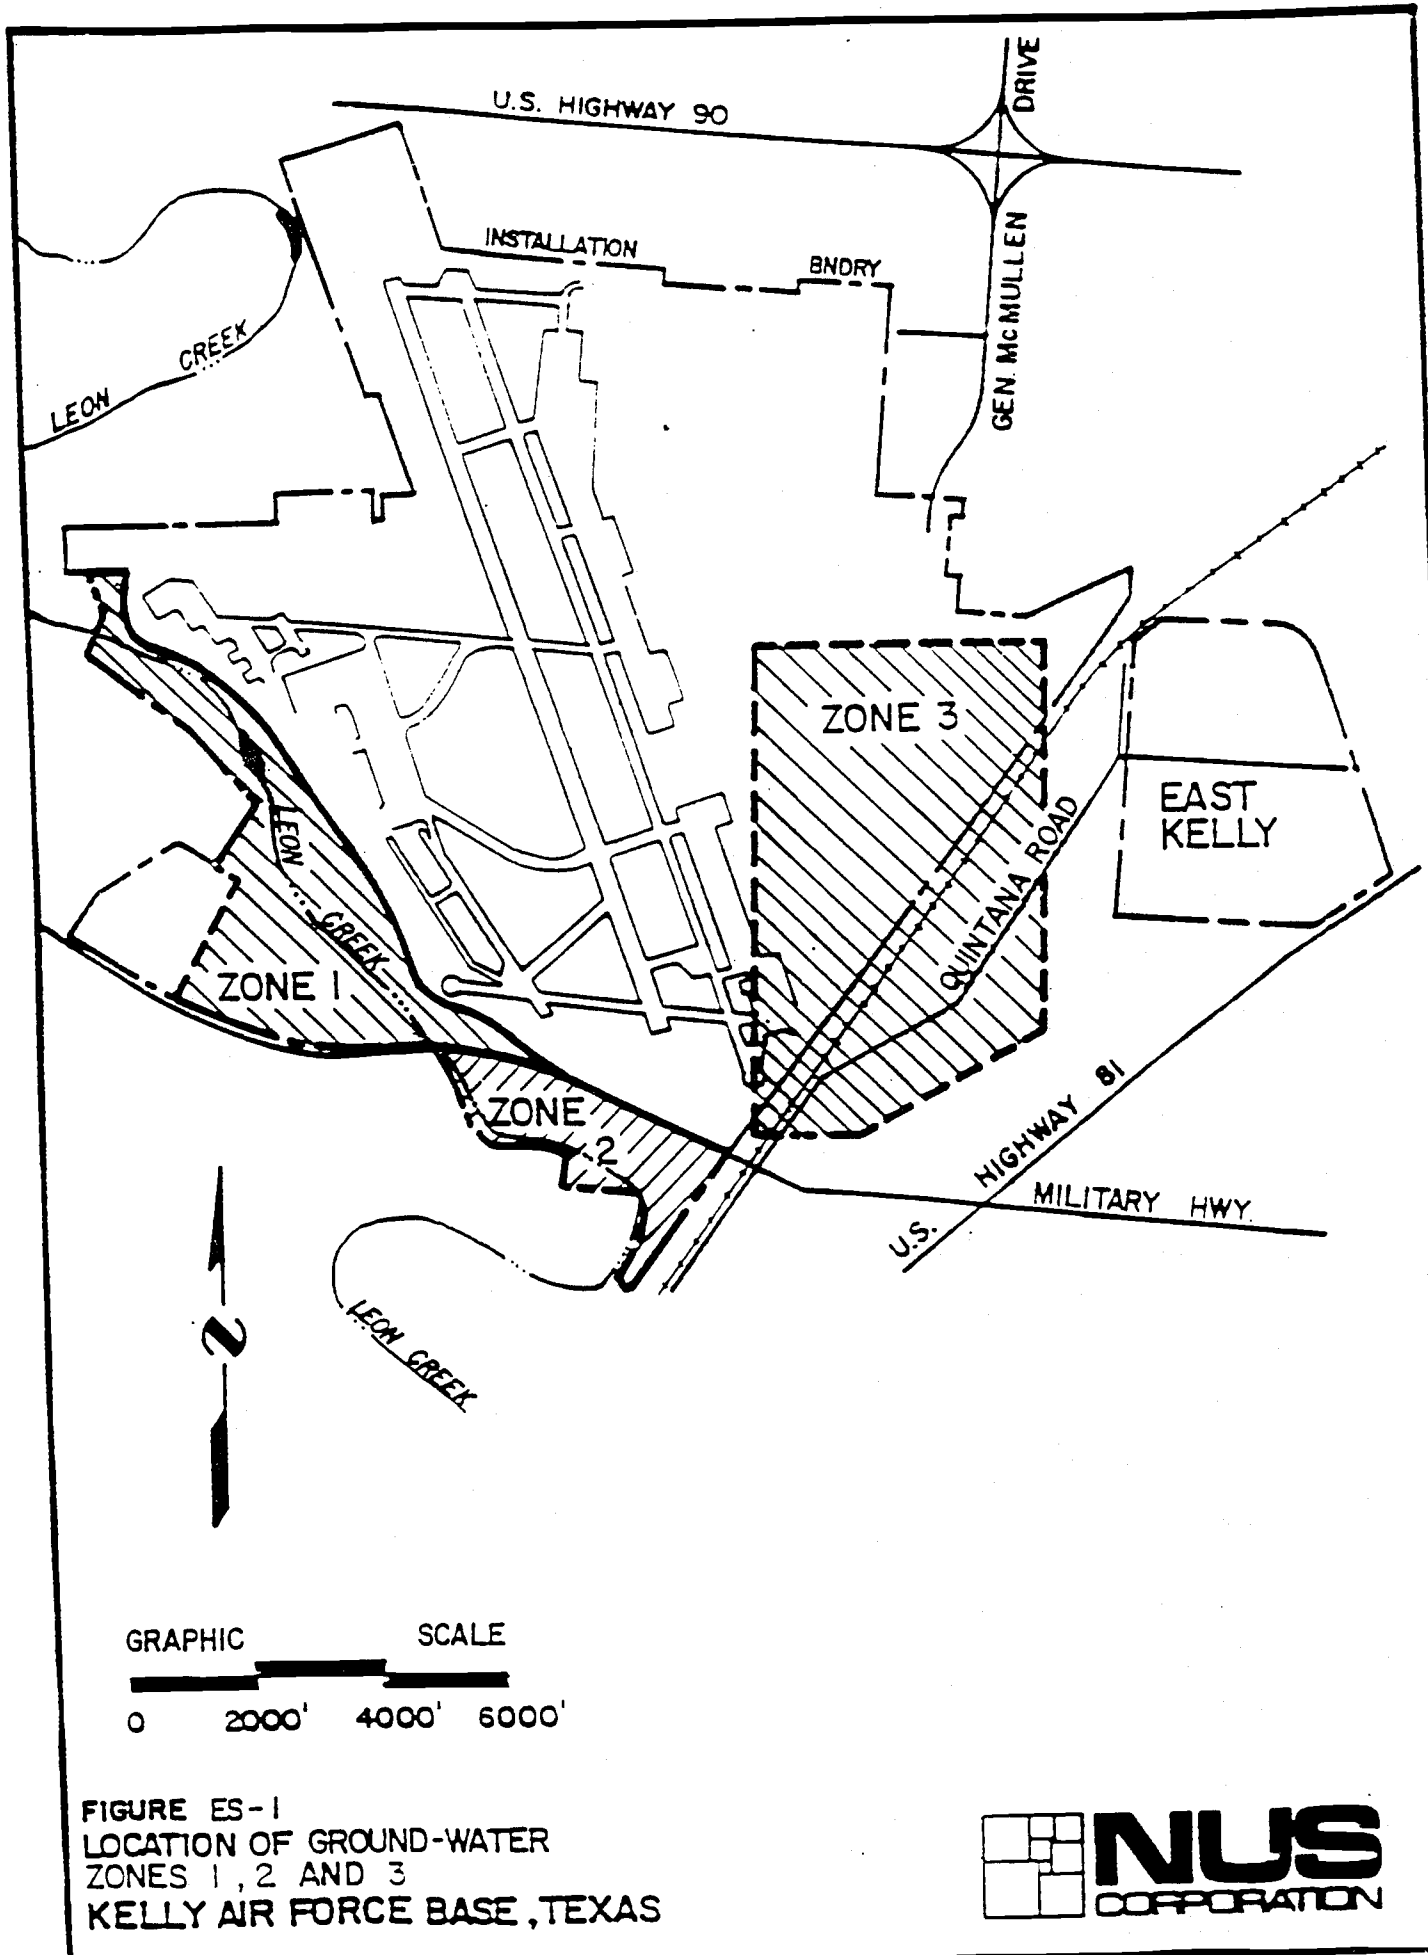 U.S. HIGHWAY 90
DRIVE
GEN. McMULLEN
INSTALLATION BNDRY
LEON CREEK
ZONE 3
EAST
KELLY
QUINTANA ROAD
LEON CREEK
ZONE 1
ZONE
2
U.S. HIGHWAY 81
MILITARY HWY.
LEON CREEK
N
GRAPHIC SCALE
0 2000' 4000' 6000'
FIGURE ES-1
LOCATION OF GROUND-WATER
ZONES 1, 2 AND 3
KELLY AIR FORCE BASE, TEXAS
NUS
CORPORATION